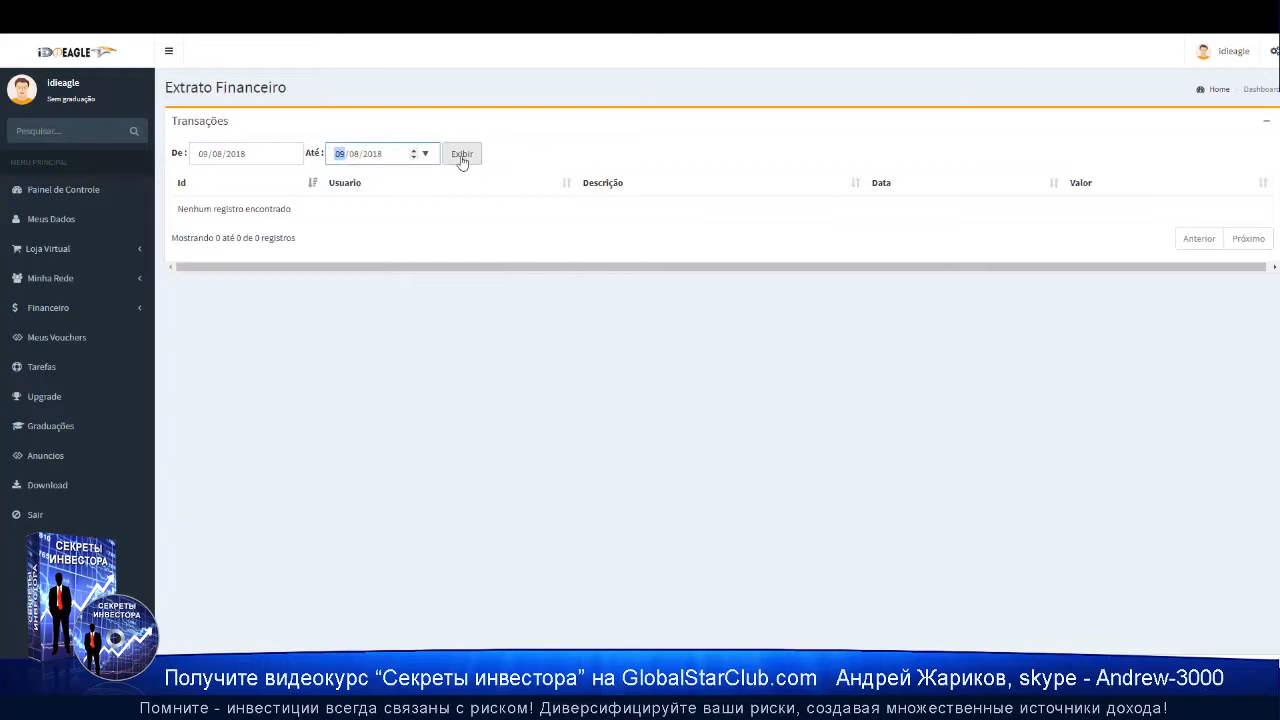 iDiEAGLE
idieagle
idieagle
Sem graduação
Pesquisar...
MENU PRINCIPAL
Painel de Controle
Meus Dados
Loja Virtual
Minha Rede
Financeiro
Meus Vouchers
Tarefas
Upgrade
Graduações
Anuncios
Download
Sair
Extrato Financeiro
Home
Dashboard
Transações
De : 09/08/2018 Até : 09/08/2018 Exibir
Id Usuario Descrição Data Valor
Nenhum registro encontrado
Mostrando 0 até 0 de 0 registros
Anterior Próximo
СЕКРЕТЫ
ИНВЕСТОРА
СЕКРЕТЫ ИНВЕСТОРА
СЕКРЕТЫ
ИНВЕСТОРА
Получите видеокурс “Секреты инвестора” на GlobalStarClub.com Андрей Жариков, skype - Andrew-3000
Помните - инвестиции всегда связаны с риском! Диверсифицируйте ваши риски, создавая множественные источники дохода!